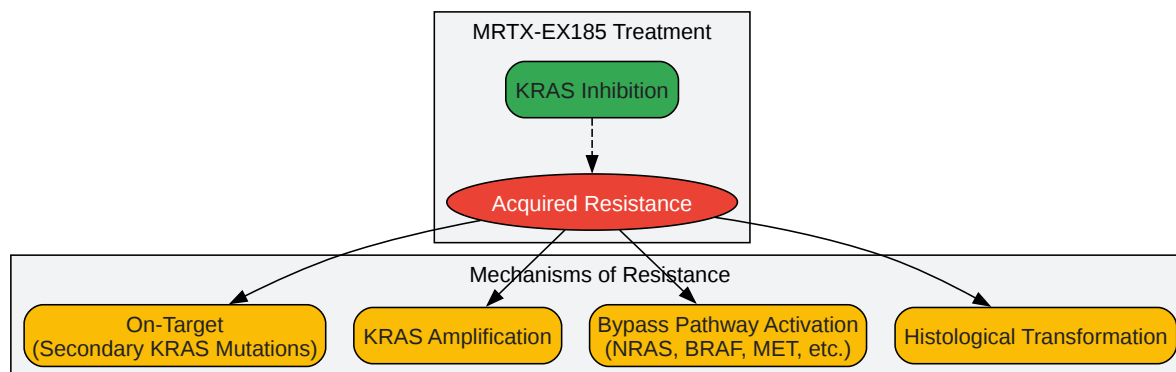 MRTX-EX185 Treatment
KRAS Inhibition
Acquired Resistance
Mechanisms of Resistance
On-Target
(Secondary KRAS Mutations)
KRAS Amplification
Bypass Pathway Activation
(NRAS, BRAF, MET, etc.)
Histological Transformation